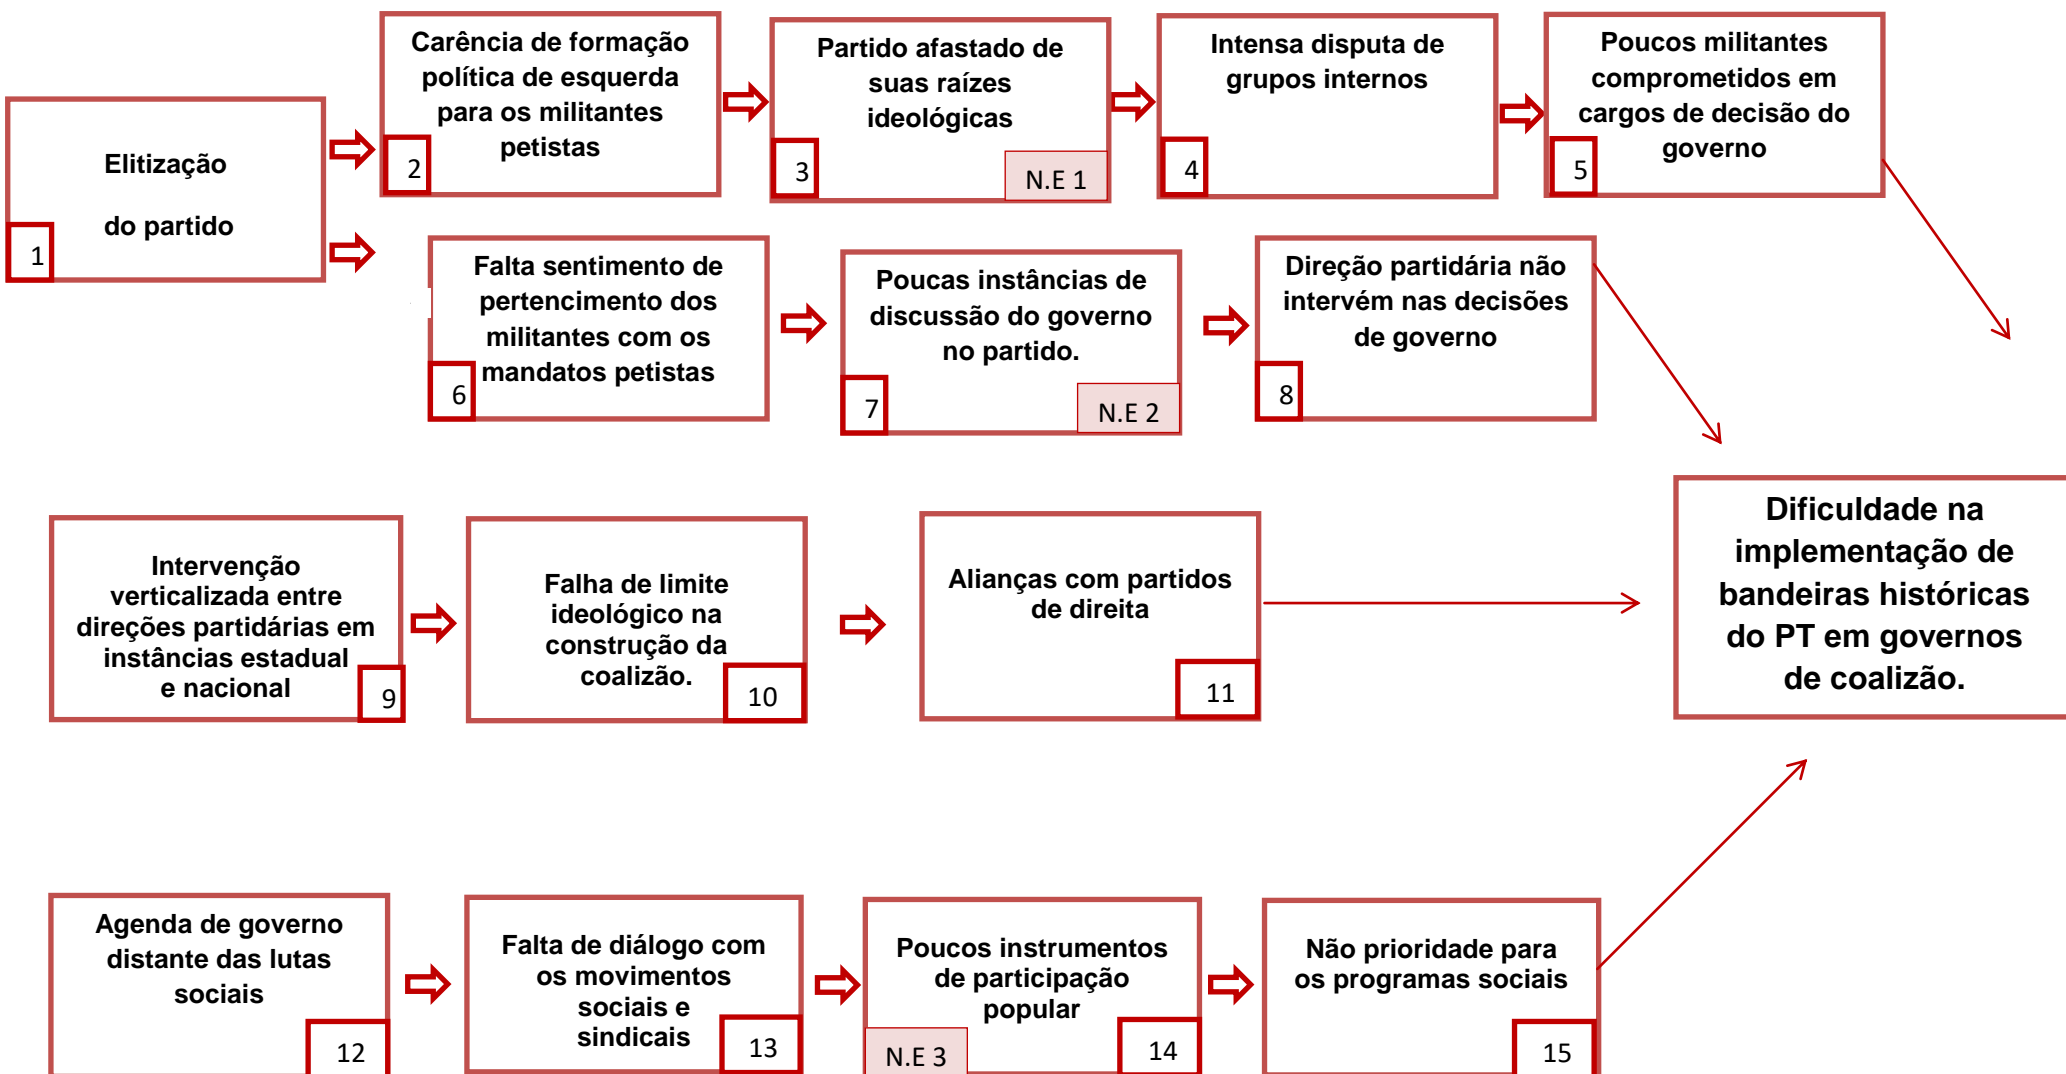 Elitização
do partido
1
Carência de formação
política de esquerda
para os militantes
petistas
2
Partido afastado de
suas raízes
ideológicas
3
N.E 1
Intensa disputa de
grupos internos
4
Poucos militantes
comprometidos em
cargos de decisão do
governo
5
Falta sentimento de
pertencimento dos
militantes com os
mandatos petistas
6
Poucas instâncias de
discussão do governo
no partido.
7
N.E 2
Direção partidária não
intervém nas decisões
de governo
8
Intervenção
verticalizada entre
direções partidárias em
instâncias estadual
e nacional
9
Falha de limite
ideológico na
construção da
coalizão.
10
Alianças com partidos
de direita
11
Dificuldade na
implementação de
bandeiras históricas
do PT em governos
de coalizão.
Agenda de governo
distante das lutas
sociais
12
Falta de diálogo com
os movimentos
sociais e
sindicais
13
Poucos instrumentos
de participação
popular
N.E 3
14
Não prioridade para
os programas sociais
15